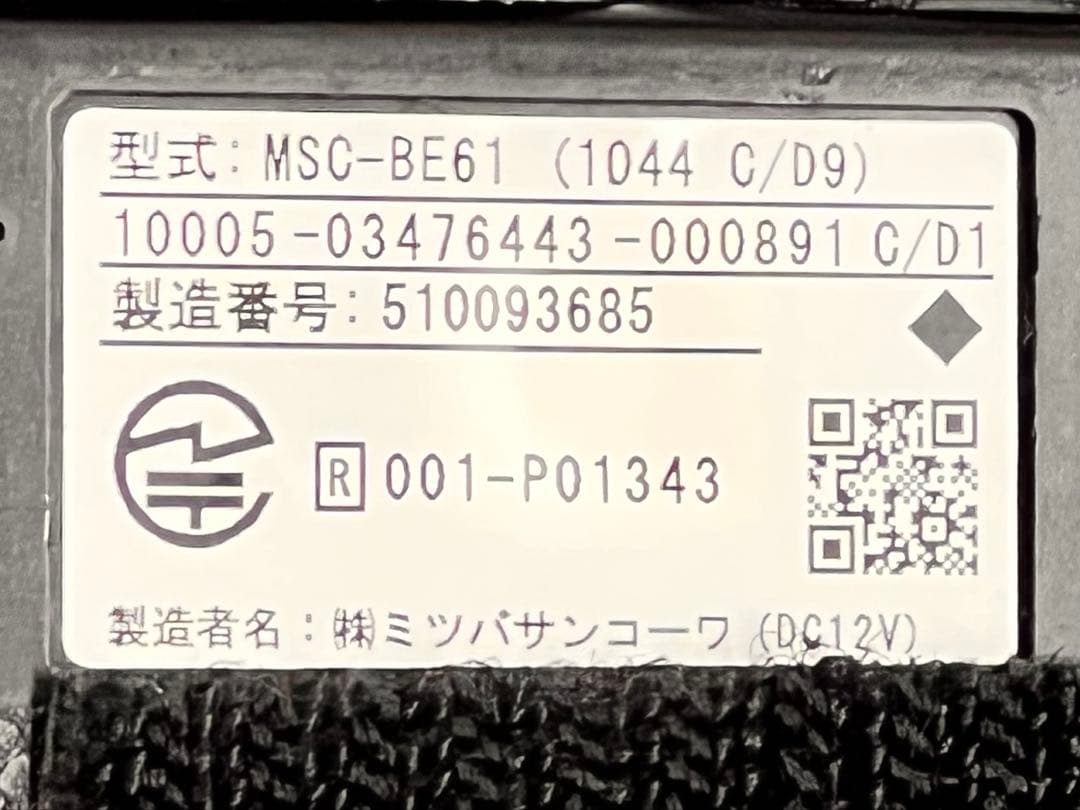 型式: MSC-BE61 (1044 C/D9)
10005-03476443-000891 C/D1
製造番号: 510093685
R 001-P01343
製造者名: ㈱ミツバサンコーワ (DC12V)